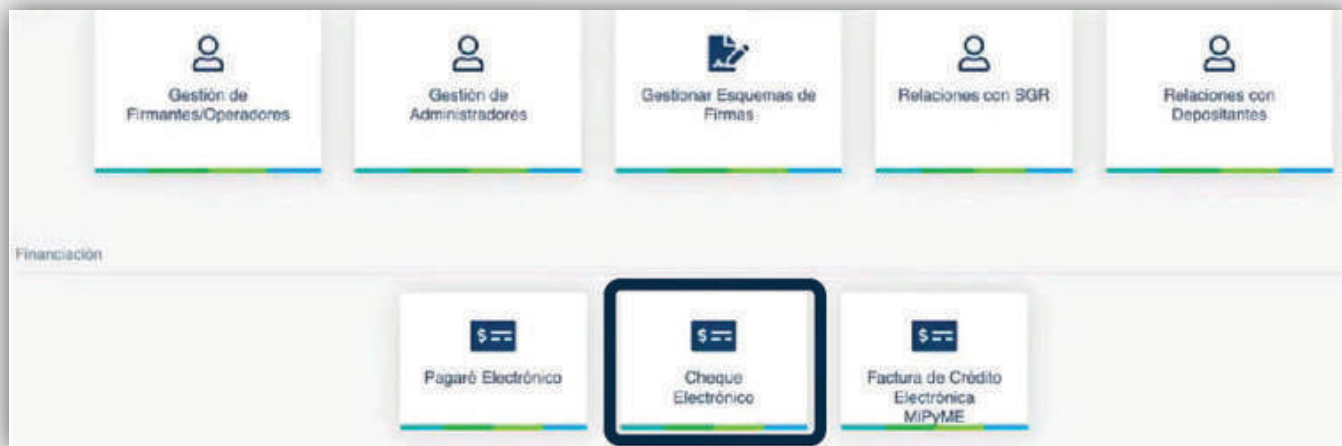 Gestión de
Firmantes/Operadores
Gestión de
Administradores
Gestionar Esquemas de
Firmas
Relaciones con SGR
Relaciones con
Depositantes
Financiación
Pagaré Electrónico
Cheque
Electrónico
Factura de Crédito
Electrónica
MiPyME